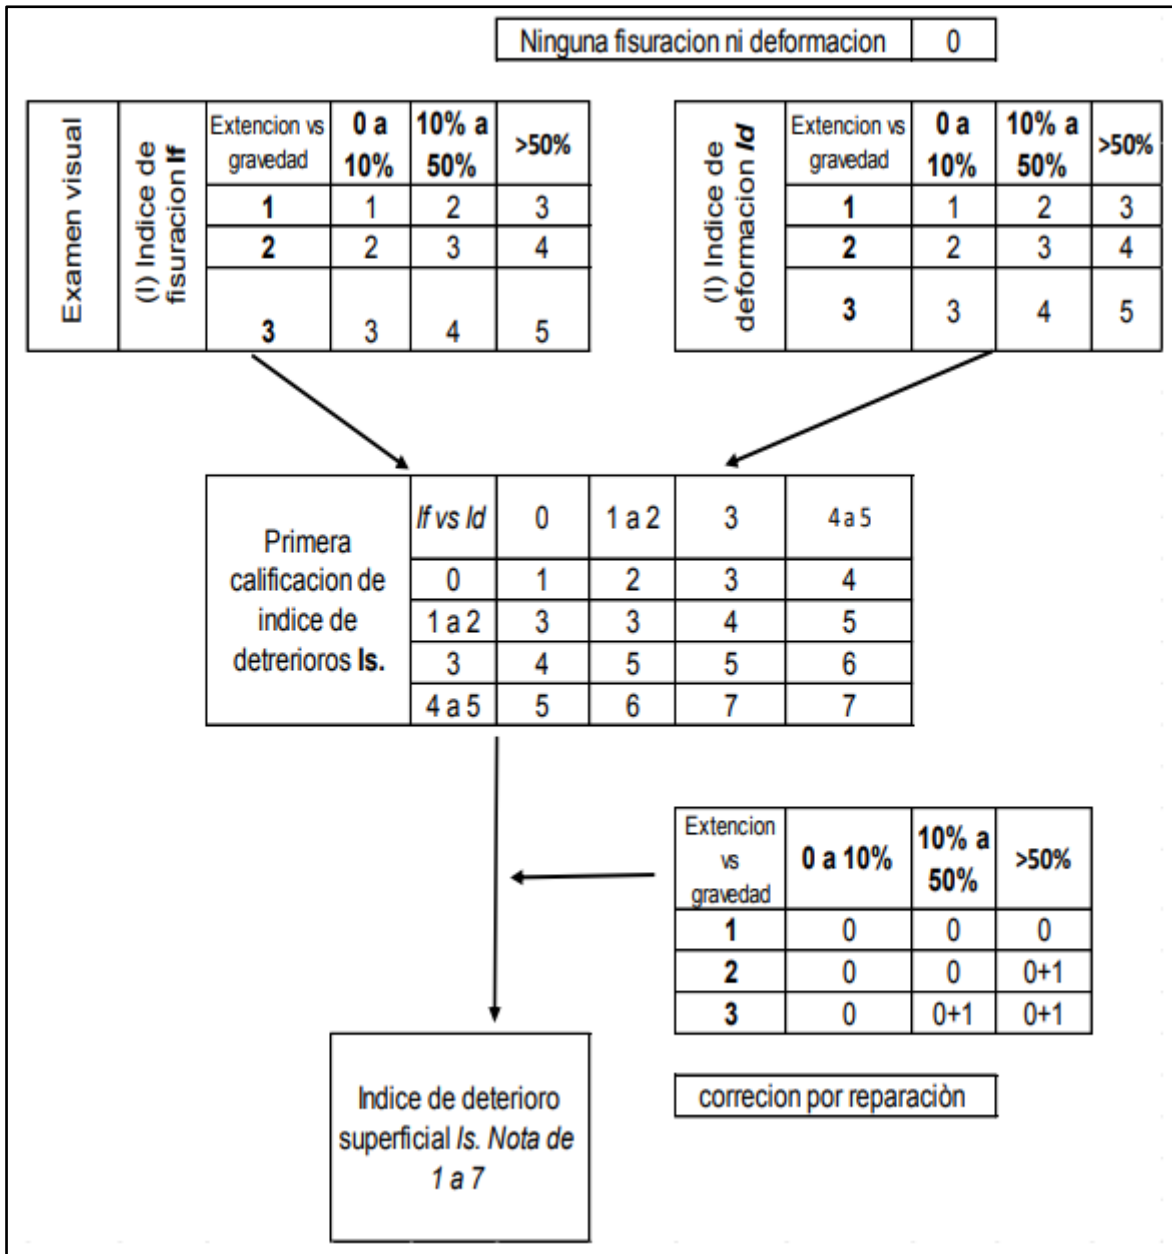 Ninguna fisuracion ni deformacion 0
Examen visual
(I) Indice de
fisuracion If
Extencion vs
gravedad
0 a
10%
10% a
50%
>50%
1 1 2 3
2 2 3 4
3 3 4 5
(I) Indice de
deformacion Id
Extencion vs
gravedad
0 a
10%
10% a
50%
>50%
1 1 2 3
2 2 3 4
3 3 4 5
Primera
calificacion de
indice de
detrerioros Is.
If vs Id 0 1 a 2 3 4 a 5
0 1 2 3 4
1 a 2 3 3 4 5
3 4 5 5 6
4 a 5 5 6 7 7
Extencion
vs
gravedad
0 a 10%
10% a
50%
>50%
1 0 0 0
2 0 0 0+1
3 0 0+1 0+1
correcion por reparaciòn
Indice de deterioro
superficial Is. Nota de
1 a 7